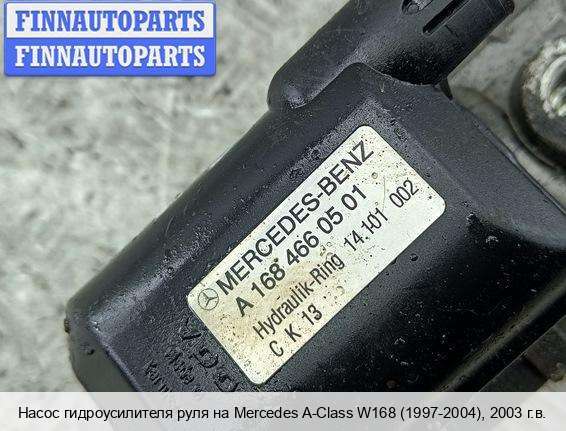 FINNAUTOPARTS
FINNAUTOPARTS
MERCEDES-BENZ
A 168 466 05 01
Hydraulik-Ring 14 101 002
C K 13
Насос гидроусилителя руля на Mercedes A-Class W168 (1997-2004), 2003 г.в.